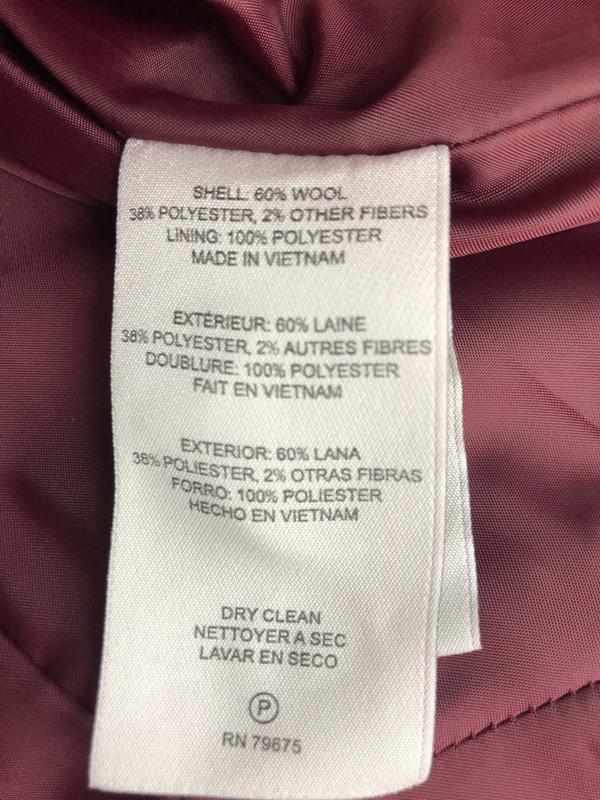 SHELL: 60% WOOL
38% POLYESTER, 2% OTHER FIBERS
LINING: 100% POLYESTER
MADE IN VIETNAM
EXTÉRIEUR: 60% LAINE
38% POLYESTER, 2% AUTRES FIBRES
DOUBLURE: 100% POLYESTER
FAIT EN VIETNAM
EXTERIOR: 60% LANA
38% POLIESTER, 2% OTRAS FIBRAS
FORRO: 100% POLIESTER
HECHO EN VIETNAM
DRY CLEAN
NETTOYER A SEC
LAVAR EN SECO
P
RN 79675